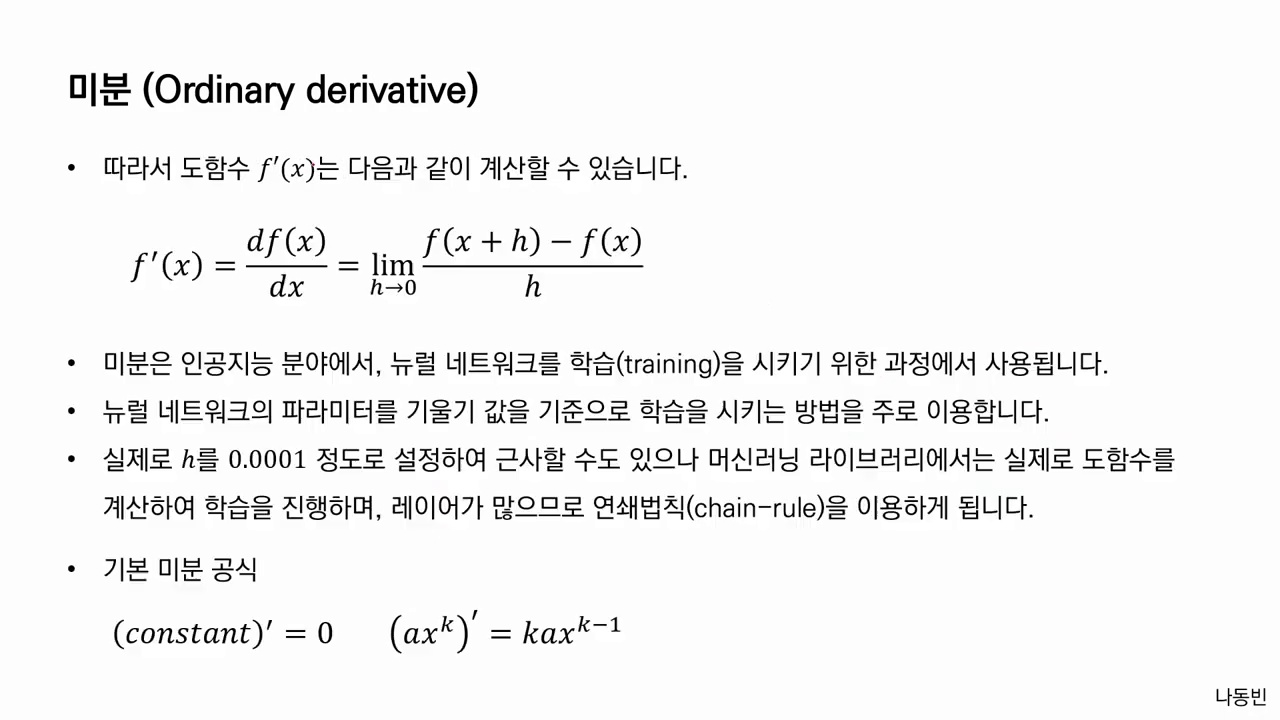 미분 (Ordinary derivative)
• 따라서 도함수 f′(x)는 다음과 같이 계산할 수 있습니다.
f′(x) = df(x)/dx = lim h→0 (f(x + h) − f(x))/h
• 미분은 인공지능 분야에서, 뉴럴 네트워크를 학습(training)을 시키기 위한 과정에서 사용됩니다.
• 뉴럴 네트워크의 파라미터를 기울기 값을 기준으로 학습을 시키는 방법을 주로 이용합니다.
• 실제로 h를 0.0001 정도로 설정하여 근사할 수도 있으나 머신러닝 라이브러리에서는 실제로 도함수를
계산하여 학습을 진행하며, 레이어가 많으므로 연쇄법칙(chain-rule)을 이용하게 됩니다.
• 기본 미분 공식
(constant)′ = 0 (ax^k)′ = kax^(k−1)
나동빈